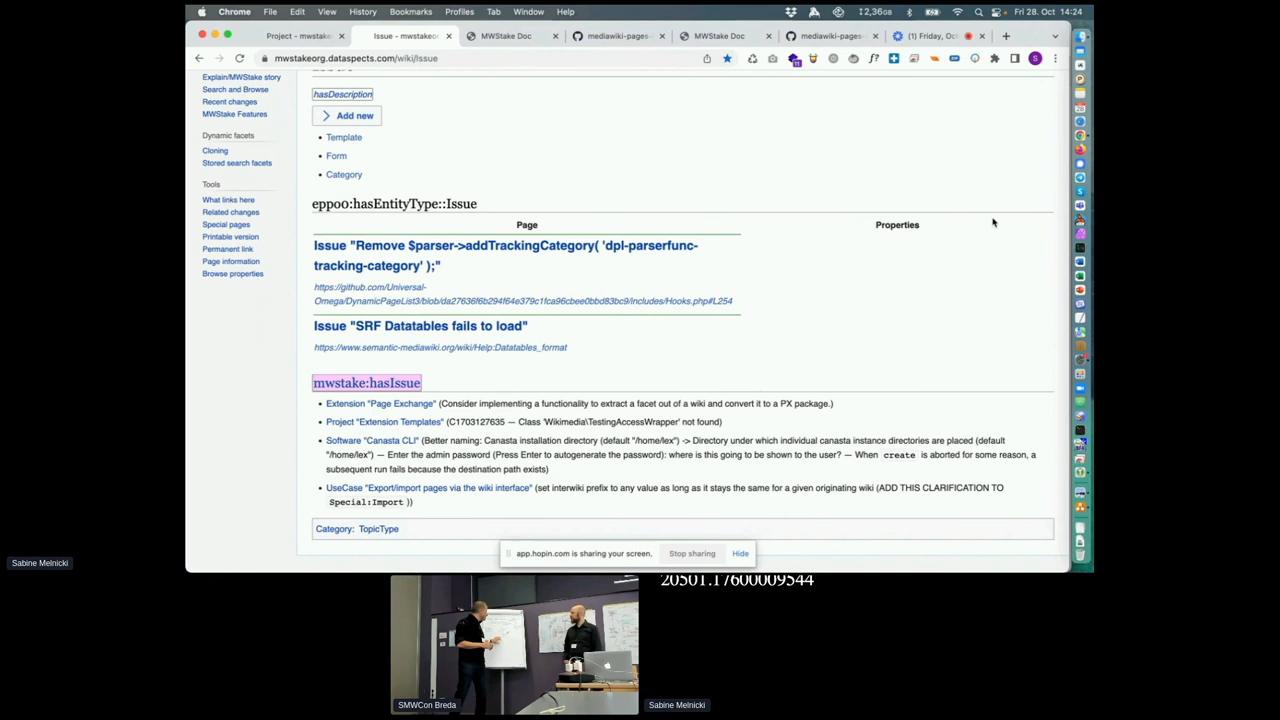 Chrome File Edit View History Bookmarks Profiles Tab Window Help 2,36GB Fri 28. Oct 14:24
Project - mwstake Issue - mwstakeor MWStake Doc mediawiki-pages- MWStake Doc mediawiki-pages- (1) Friday, Oc
mwstakeorg.dataspects.com/wiki/Issue
Explain/MWStake story
Search and Browse
Recent changes
MWStake Features
Dynamic facets
Cloning
Stored search facets
Tools
What links here
Related changes
Special pages
Printable version
Permanent link
Page information
Browse properties
hasDescription
Add new
Template
Form
Category
eppo0:hasEntityType::Issue
Page Properties
Issue "Remove $parser->addTrackingCategory( 'dpl-parserfunc-
tracking-category' );"
https://github.com/Universal-
Omega/DynamicPageList3/blob/da27636f6b294f64e379c1fca96cbee0bbd83bc9/includes/Hooks.php#L254
Issue "SRF Datatables fails to load"
https://www.semantic-mediawiki.org/wiki/Help:Datatables_format
mwstake:hasIssue
Extension "Page Exchange" (Consider implementing a functionality to extract a facet out of a wiki and convert it to a PX package.)
Project "Extension Templates" (C1703127635 — Class 'Wikimedia\TestingAccessWrapper' not found)
Software "Canasta CLI" (Better naming: Canasta installation directory (default "/home/lex") -> Directory under which individual canasta instance directories are placed (default
"/home/lex") — Enter the admin password (Press Enter to autogenerate the password): where is this going to be shown to the user? — When create is aborted for some reason, a
subsequent run fails because the destination path exists)
UseCase "Export/import pages via the wiki interface" (set interwiki prefix to any value as long as it stays the same for a given originating wiki (ADD THIS CLARIFICATION TO
Special:Import ))
Category: TopicType
app.hopin.com is sharing your screen. Stop sharing Hide
Sabine Melnicki
20501.17600009544
SMWCon Breda
Sabine Melnicki